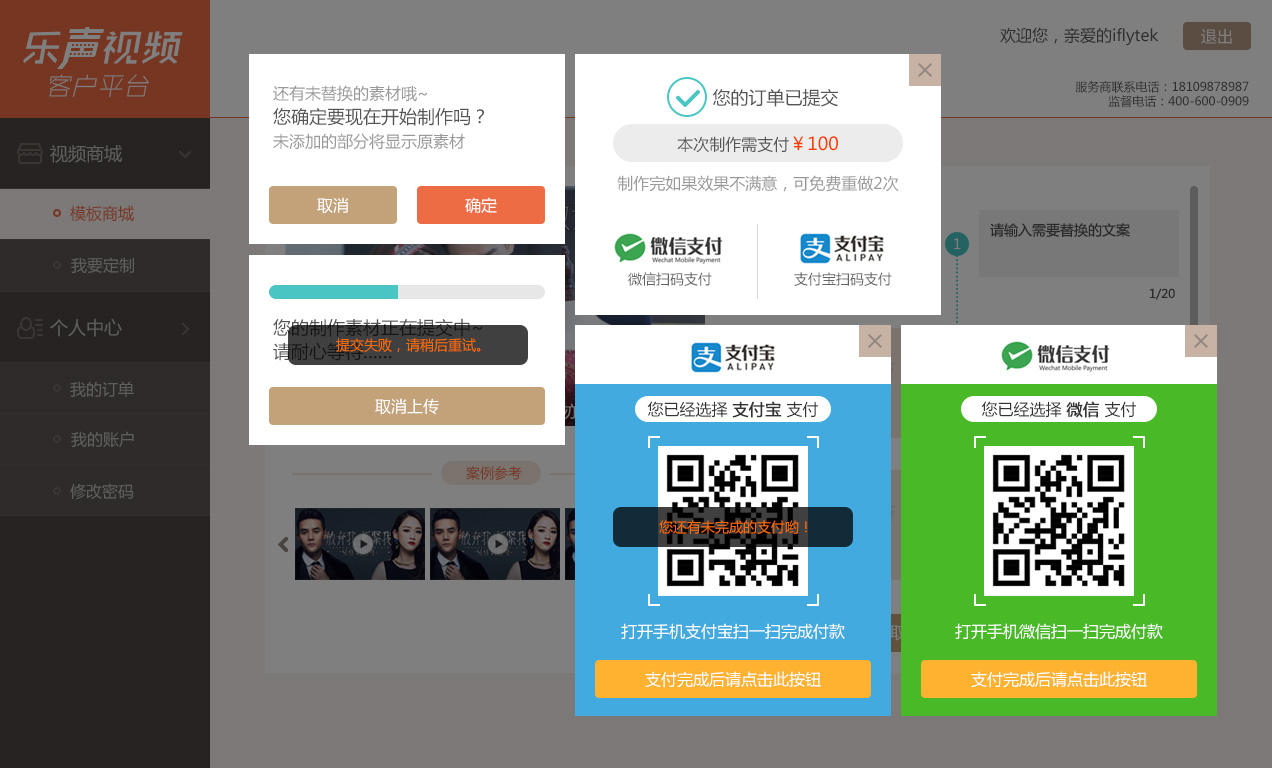 乐声视频
客户平台
欢迎您，亲爱的iflytek
退出
服务商联系电话：18109878987
监督电话：400-600-0909
视频商城
模板商城
我要定制
个人中心
我的订单
我的账户
修改密码
还有未替换的素材哦~
您确定要现在开始制作吗？
未添加的部分将显示原素材
取消
确定
您的制作素材正在提交中~
请耐心等待......
提交失败，请稍后重试。
取消上传
案例参考
您的订单已提交
本次制作需支付 ¥ 100
制作完如果效果不满意，可免费重做2次
微信支付
Wechat Mobile Payment
微信扫码支付
支 支付宝
ALIPAY
支付宝扫码支付
1
请输入需要替换的文案
1/20
支 支付宝
ALIPAY
您已经选择 支付宝 支付
您还有未完成的支付哟！
打开手机支付宝扫一扫完成付款
支付完成后请点击此按钮
微信支付
Wechat Mobile Payment
您已经选择 微信 支付
打开手机微信扫一扫完成付款
支付完成后请点击此按钮